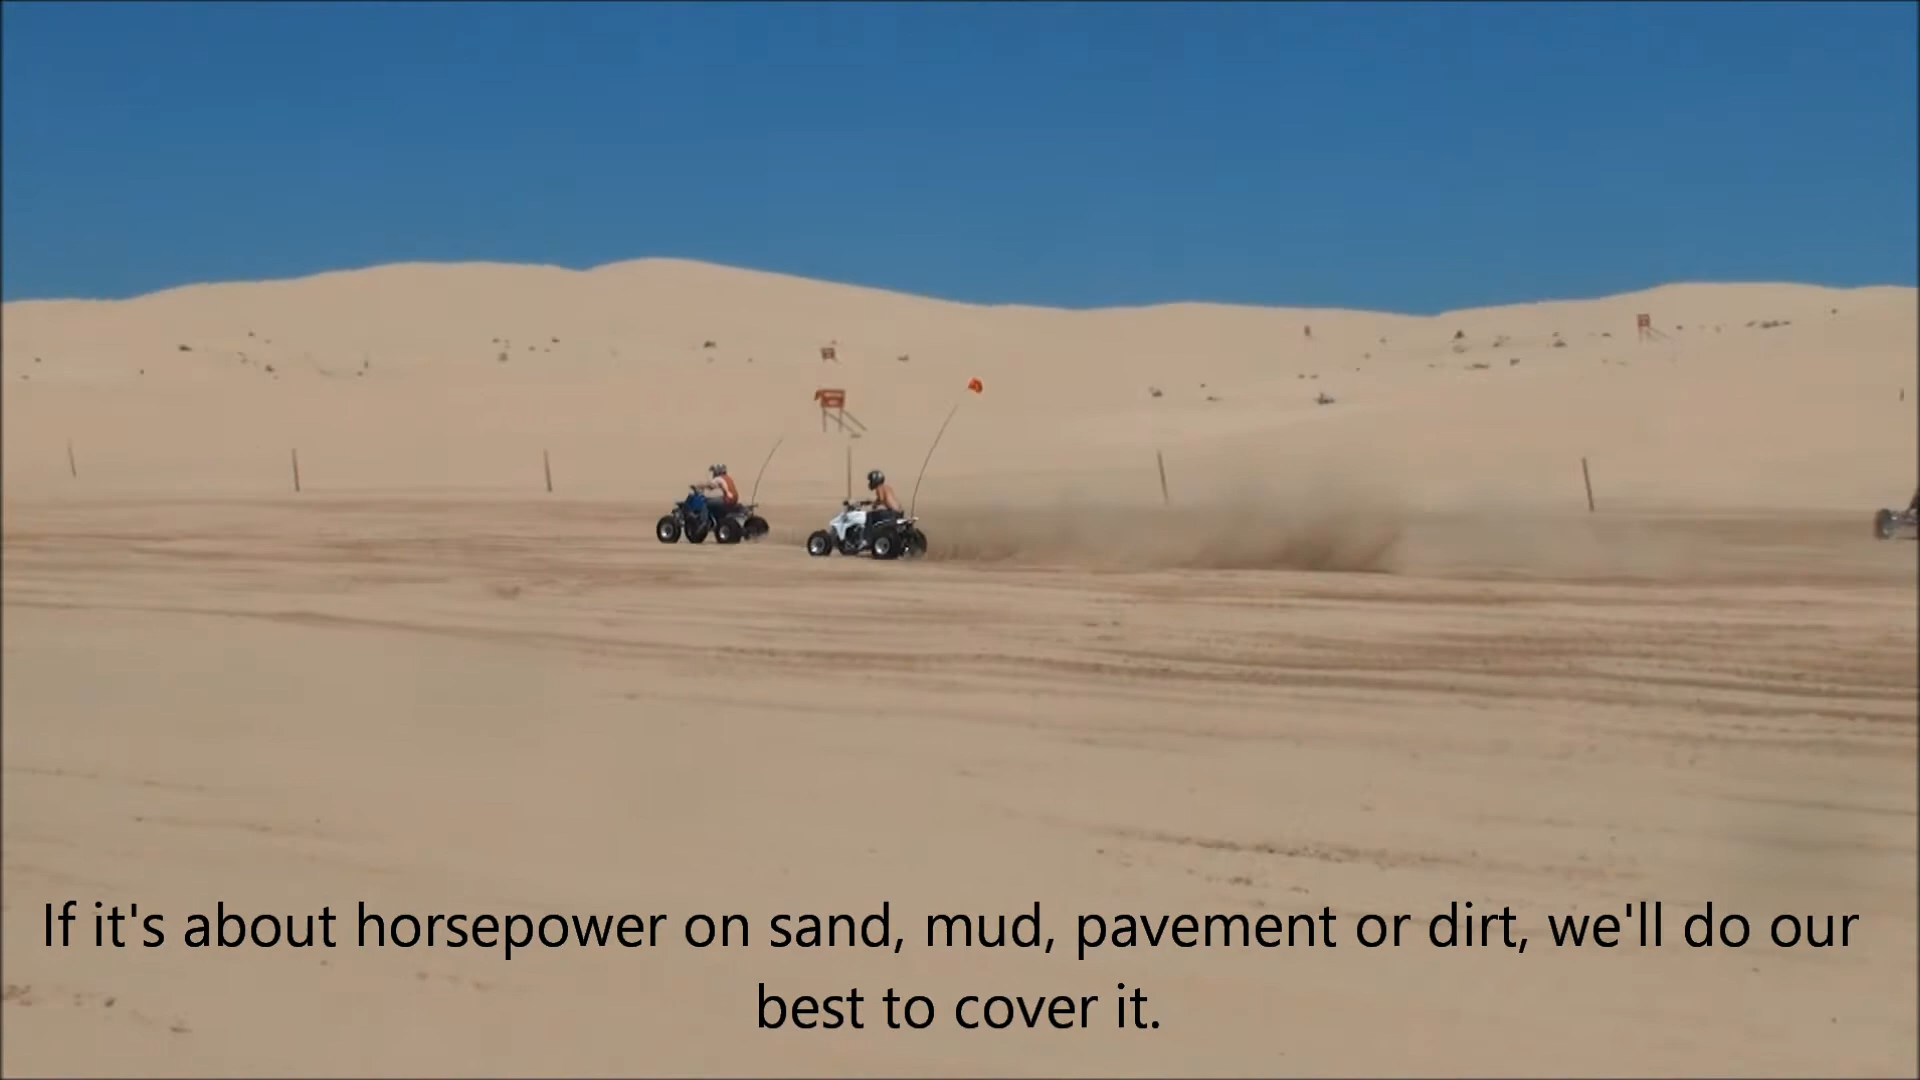 If it's about horsepower on sand, mud, pavement or dirt, we'll do our
best to cover it.